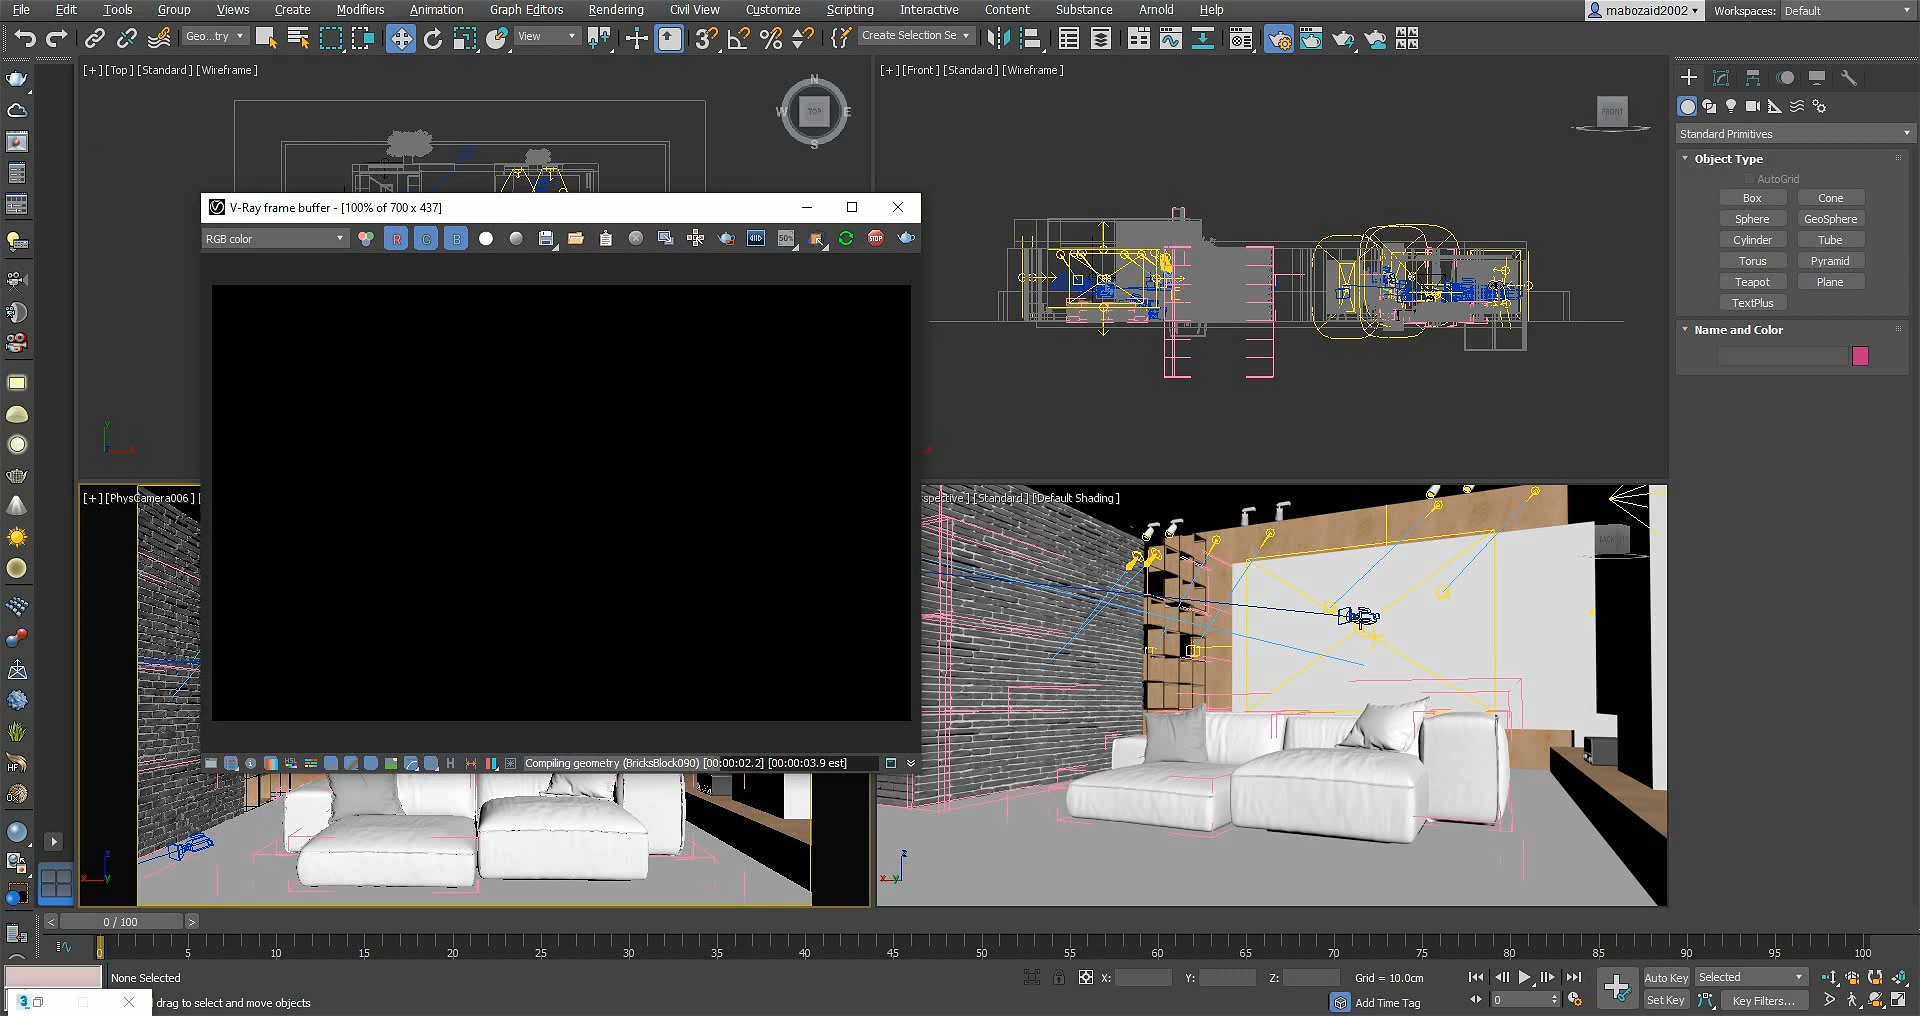 File Edit Tools Group Views Create Modifiers Animation Graph Editors Rendering Civil View Customize Scripting Interactive Content Substance Arnold Help
mabozaid2002 Workspaces: Default
Geo...try View Create Selection Se
[+][Top][Standard][Wireframe]
[+][Front][Standard][Wireframe]
N
W TOP E
S
FRONT
Standard Primitives
Object Type
AutoGrid
Box Cone
Sphere GeoSphere
Cylinder Tube
Torus Pyramid
Teapot Plane
TextPlus
Name and Color
V-Ray frame buffer - [100% of 700 x 437]
RGB color R G B 50% STOP
[+][PhysCamera006]
spective][Standard][Default Shading]
HSL H Compiling geometry (BricksBlock090) [00:00:02.2] [00:00:03.9 est]
0 / 100
0 5 10 15 20 25 30 35 40 45 50 55 60 65 70 75 80 85 90 95 100
None Selected
X: Y: Z: Grid = 10.0cm
Auto Key Selected
drag to select and move objects
Add Time Tag
0
Set Key Key Filters...